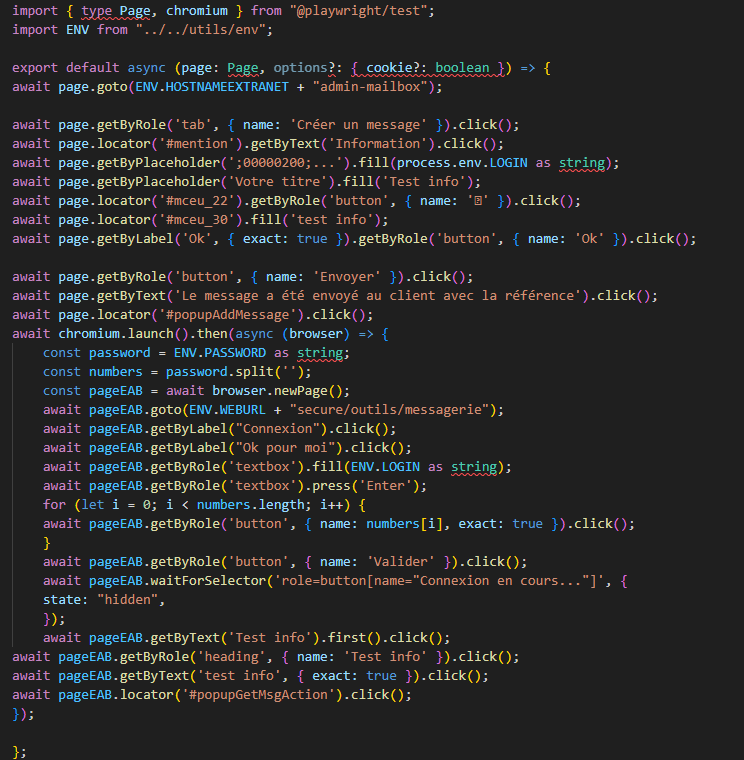 import { type Page, chromium } from "@playwright/test";
import ENV from "../../utils/env";

export default async (page: Page, options?: { cookie?: boolean }) => {
await page.goto(ENV.HOSTNAMEEXTRANET + "admin-mailbox");

await page.getByRole('tab', { name: 'Créer un message' }).click();
await page.locator('#mention').getByText('Information').click();
await page.getByPlaceholder(';00000200;...').fill(process.env.LOGIN as string);
await page.getByPlaceholder('Votre titre').fill('Test info');
await page.locator('#mceu_22').getByRole('button', { name: '' }).click();
await page.locator('#mceu_30').fill('test info');
await page.getByLabel('Ok', { exact: true }).getByRole('button', { name: 'Ok' }).click();

await page.getByRole('button', { name: 'Envoyer' }).click();
await page.getByText('Le message a été envoyé au client avec la référence').click();
await page.locator('#popupAddMessage').click();
await chromium.launch().then(async (browser) => {
    const password = ENV.PASSWORD as string;
    const numbers = password.split('');
    const pageEAB = await browser.newPage();
    await pageEAB.goto(ENV.WEBURL + "secure/outils/messagerie");
    await pageEAB.getByLabel("Connexion").click();
    await pageEAB.getByLabel("Ok pour moi").click();
    await pageEAB.getByRole('textbox').fill(ENV.LOGIN as string);
    await pageEAB.getByRole('textbox').press('Enter');
    for (let i = 0; i < numbers.length; i++) {
    await pageEAB.getByRole('button', { name: numbers[i], exact: true }).click();
    }
    await pageEAB.getByRole('button', { name: 'Valider' }).click();
    await pageEAB.waitForSelector('role=button[name="Connexion en cours..."]', {
    state: "hidden",
    });
    await pageEAB.getByText('Test info').first().click();
await pageEAB.getByRole('heading', { name: 'Test info' }).click();
await pageEAB.getByText('test info', { exact: true }).click();
await pageEAB.locator('#popupGetMsgAction').click();
});

};